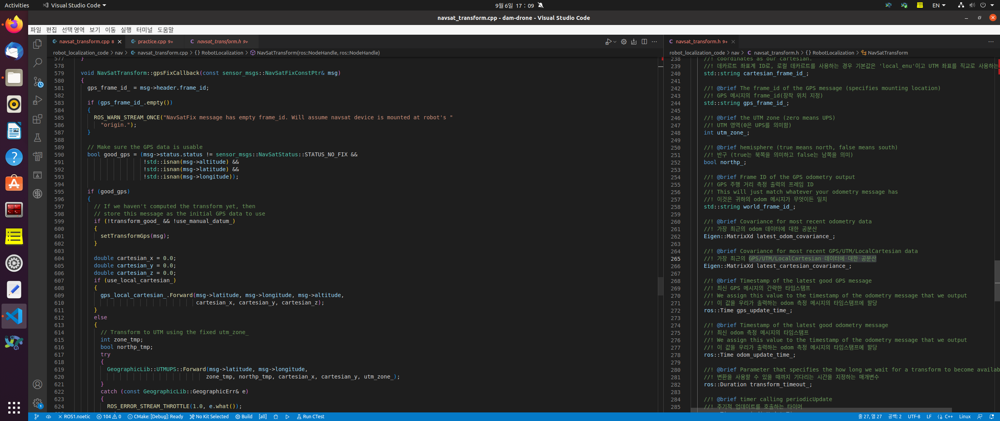 Activities
Visual Studio Code
9월 6일 17 : 09
EN
navsat_transform.cpp - dam-drone - Visual Studio Code
파일 편집 선택 영역 보기 이동 실행 터미널 도움말
navsat_transform.cpp 8
practice.cpp 9+
navsat_transform.h 9+
robot_localization_code > nav > navsat_transform.cpp > {} RobotLocalization > NavSatTransform(ros::NodeHandle, ros::NodeHandle)
577 }
578
579 void NavSatTransform::gpsFixCallback(const sensor_msgs::NavSatFixConstPtr& msg)
580 {
581 gps_frame_id_ = msg->header.frame_id;
582
583 if (gps_frame_id_.empty())
584 {
585 ROS_WARN_STREAM_ONCE("NavSatFix message has empty frame_id. Will assume navsat device is mounted at robot's "
586 "origin.");
587 }
588
589 // Make sure the GPS data is usable
590 bool good_gps = (msg->status.status != sensor_msgs::NavSatStatus::STATUS_NO_FIX &&
591 !std::isnan(msg->altitude) &&
592 !std::isnan(msg->latitude) &&
593 !std::isnan(msg->longitude));
594
595 if (good_gps)
596 {
597 // If we haven't computed the transform yet, then
598 // store this message as the initial GPS data to use
599 if (!transform_good_ && !use_manual_datum_)
600 {
601 setTransformGps(msg);
602 }
603
604 double cartesian_x = 0.0;
605 double cartesian_y = 0.0;
606 double cartesian_z = 0.0;
607 if (use_local_cartesian_)
608 {
609 gps_local_cartesian_.Forward(msg->latitude, msg->longitude, msg->altitude,
610 cartesian_x, cartesian_y, cartesian_z);
611 }
612 else
613 {
614 // Transform to UTM using the fixed utm_zone_
615 int zone_tmp;
616 bool northp_tmp;
617 try
618 {
619 GeographicLib::UTMUPS::Forward(msg->latitude, msg->longitude,
620 zone_tmp, northp_tmp, cartesian_x, cartesian_y, utm_zone_);
621 }
622 catch (const GeographicLib::GeographicErr& e)
623 {
624 ROS_ERROR_STREAM_THROTTLE(1.0, e.what());
navsat_transform.h 9+
robot_localization_code > nav > navsat_transform.h > {} RobotLocalization > NavSatTransform
238 //! coordinates as our cartesian.
239 //! 데카르트 좌표계 ID로, 로컬 데카르트를 사용하는 경우 기본값은 'local_enu'이고 UTM 좌표를 직교로 사용하는
240 std::string cartesian_frame_id_;
241
242 //! @brief The frame_id of the GPS message (specifies mounting location)
243 //! GPS 메시지의 frame_id(장착 위치 지정)
244 std::string gps_frame_id_;
245
246 //! @brief the UTM zone (zero means UPS)
247 //! UTM 영역(0은 UPS를 의미함)
248 int utm_zone_;
249
250 //! @brief hemisphere (true means north, false means south)
251 //! 반구 (true는 북쪽을 의미하고 false는 남쪽을 의미)
252 bool northp_;
253
254 //! @brief Frame ID of the GPS odometry output
255 //! GPS 주행 거리 측정 출력의 프레임 ID
256 //! This will just match whatever your odometry message has
257 //! 이것은 귀하의 odom 메시지가 무엇이든 일치
258 std::string world_frame_id_;
259
260 //! @brief Covariance for most recent odometry data
261 //! 가장 최근의 odom 데이터에 대한 공분산
262 Eigen::MatrixXd latest_odom_covariance_;
263
264 //! @brief Covariance for most recent GPS/UTM/LocalCartesian data
265 //! 가장 최근의 GPS/UTM/LocalCartesian 데이터에 대한 공분산
266 Eigen::MatrixXd latest_cartesian_covariance_;
267
268 //! @brief Timestamp of the latest good GPS message
269 //! 최신 GPS 메시지의 간략한 타임스탬프
270 //! We assign this value to the timestamp of the odometry message that we output
271 //! 이 값을 우리가 출력하는 odom 측정 메시지의 타임스탬프에 할당
272 ros::Time gps_update_time_;
273
274 //! @brief Timestamp of the latest good odometry message
275 //! 최신 odom 측정 메시지의 타임스탬프
276 //! We assign this value to the timestamp of the odometry message that we output
277 //! 이 값을 우리가 출력하는 odom 측정 메시지의 타임스탬프에 할당
278 ros::Time odom_update_time_;
279
280 //! @brief Parameter that specifies the how long we wait for a transform to become availab
281 //! 변환을 사용할 수 있을 때까지 기다리는 시간을 지정하는 매개변수
282 ros::Duration transform_timeout_;
283
284 //! @brief timer calling periodicUpdate
285 //! 주기적 업데이트를 호출하는 타이머
ROS1.noetic 104 0 CMake: [Debug]: Ready No Kit Selected Build [all] Run CTest
줄 27, 열 27 공백: 2 UTF-8 LF C++ Linux